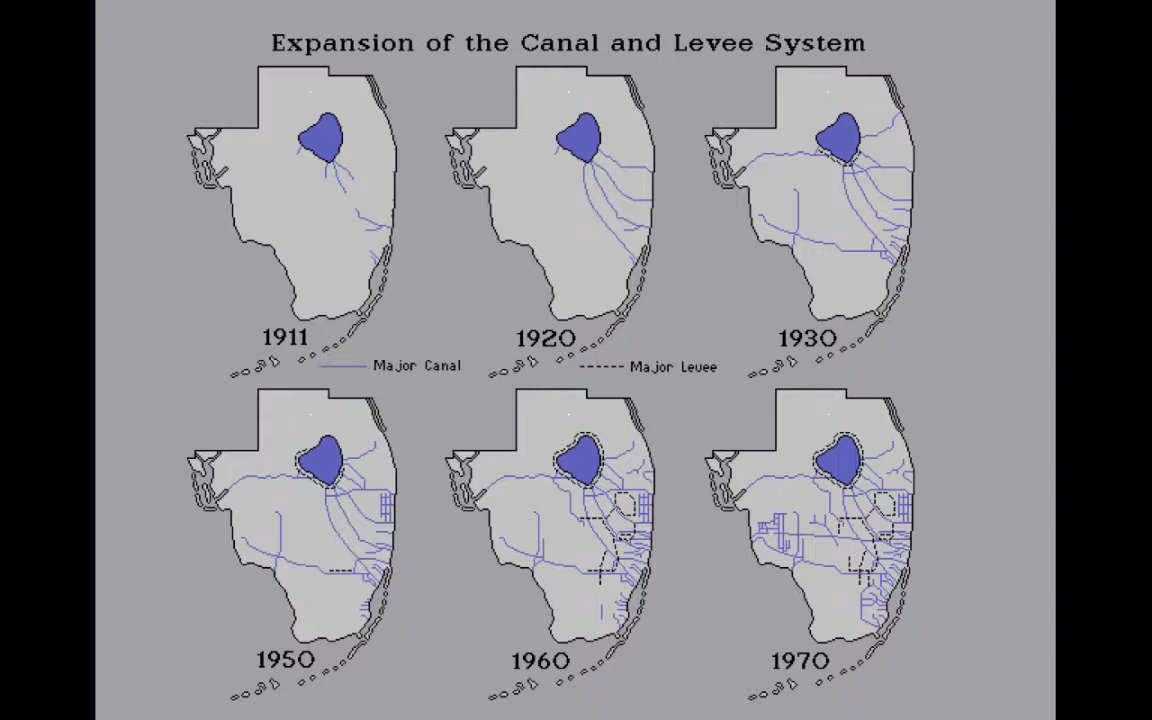 Expansion of the Canal and Levee System
1911
1920
1930
Major Canal
Major Levee
1950
1960
1970